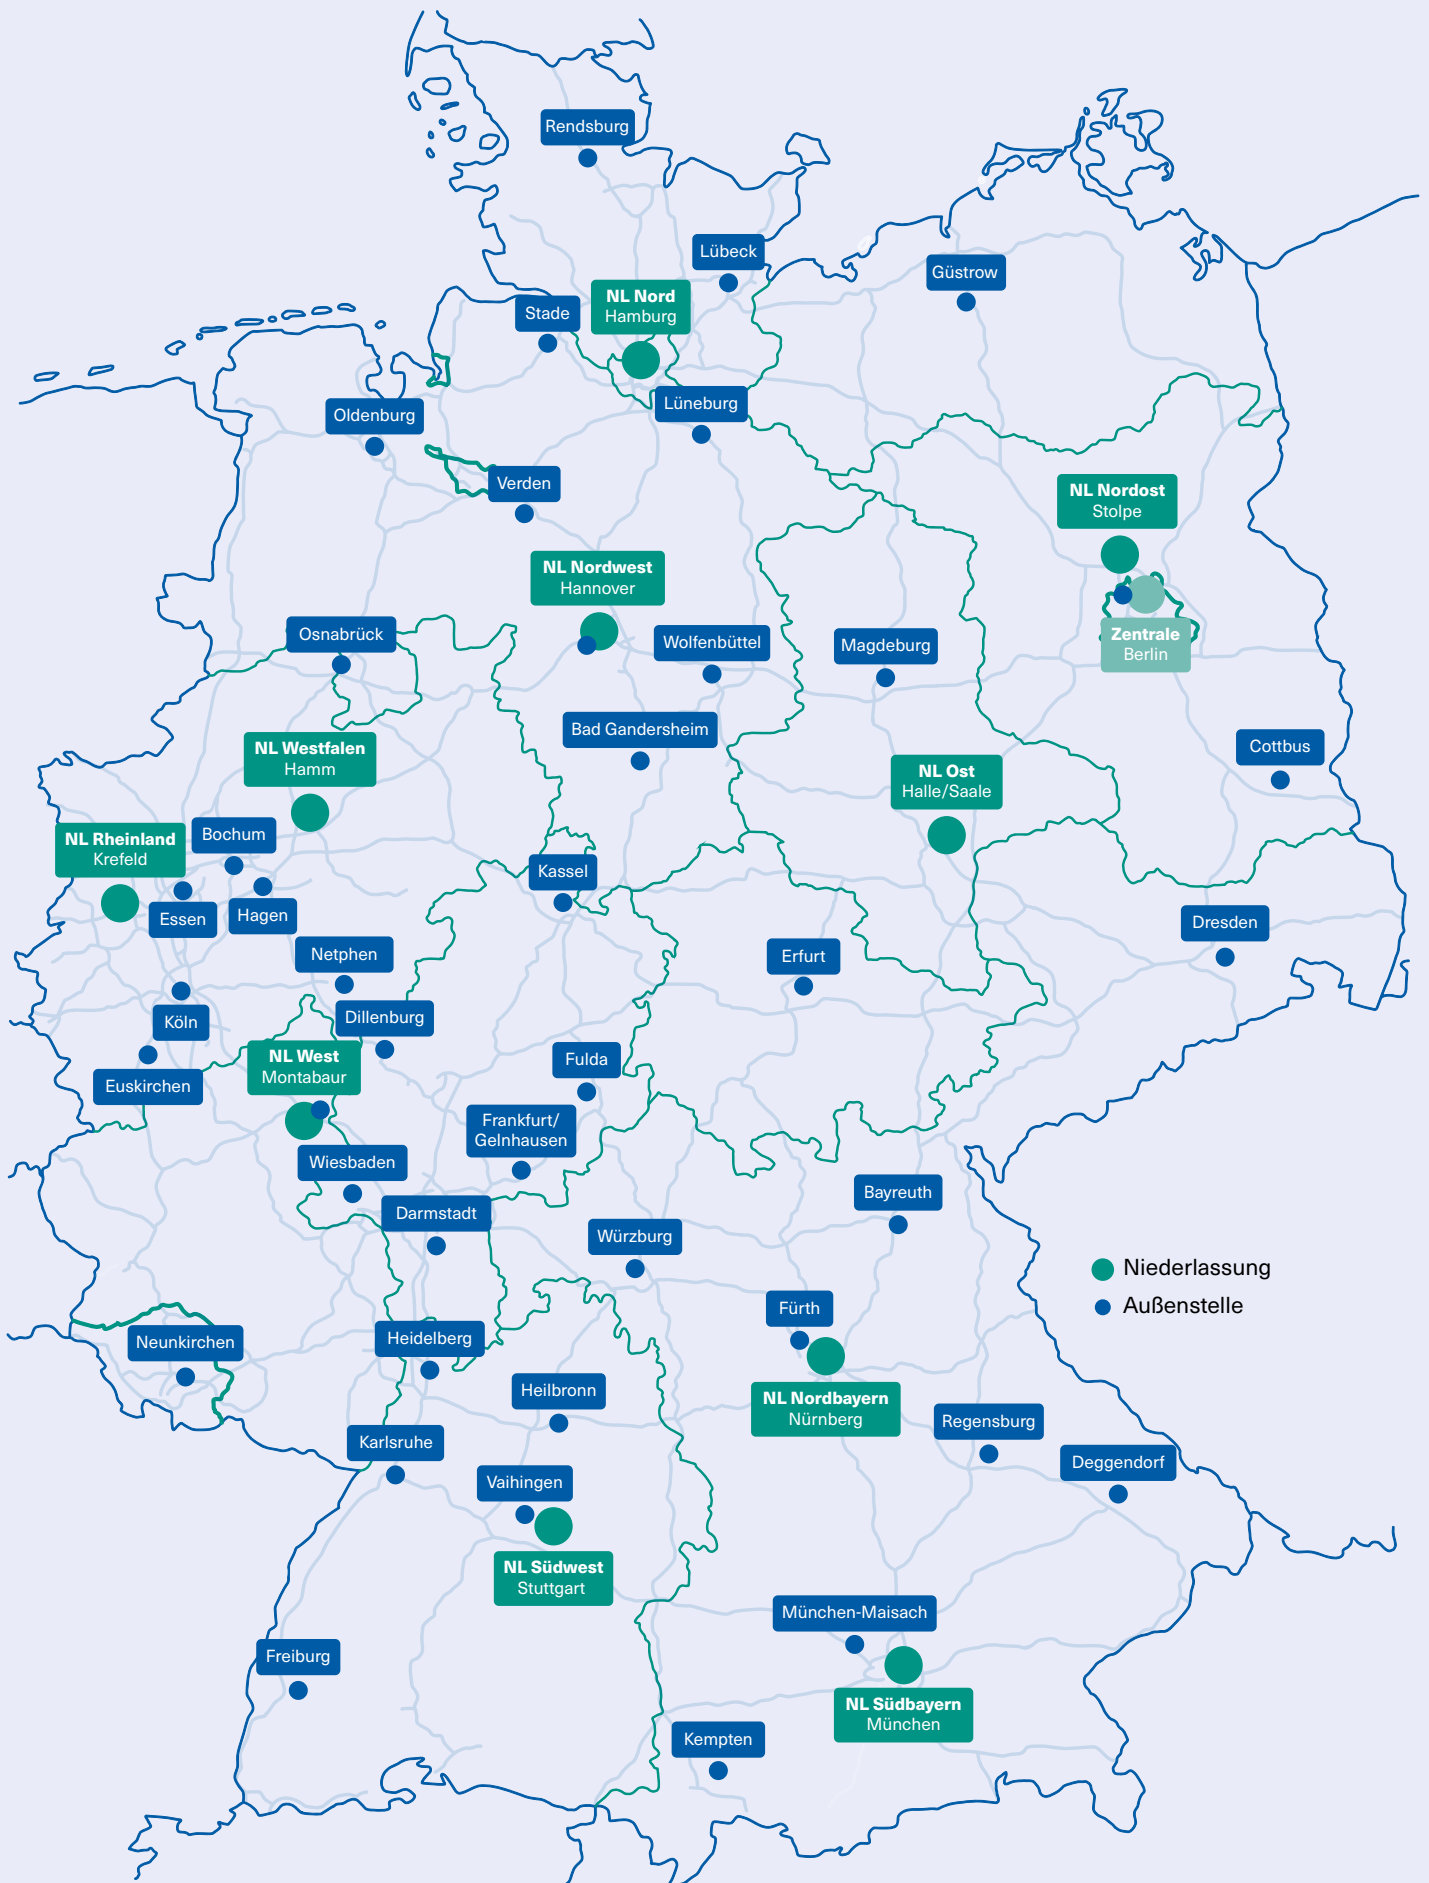 Rendsburg
Lübeck
Güstrow
NL Nord
Hamburg
Stade
Lüneburg
Oldenburg
Verden
NL Nordost
Stolpe
NL Nordwest
Hannover
Zentrale
Berlin
Osnabrück
Wolfenbüttel
Magdeburg
Bad Gandersheim
Cottbus
NL Westfalen
Hamm
NL Ost
Halle/Saale
NL Rheinland
Krefeld
Bochum
Kassel
Essen
Hagen
Dresden
Netphen
Erfurt
Köln
Dillenburg
NL West
Montabaur
Fulda
Euskirchen
Frankfurt/
Gelnhausen
Wiesbaden
Bayreuth
Darmstadt
Würzburg
Niederlassung
Außenstelle
Fürth
Neunkirchen
Heidelberg
Heilbronn
NL Nordbayern
Nürnberg
Regensburg
Karlsruhe
Deggendorf
Vaihingen
NL Südwest
Stuttgart
München-Maisach
Freiburg
NL Südbayern
München
Kempten